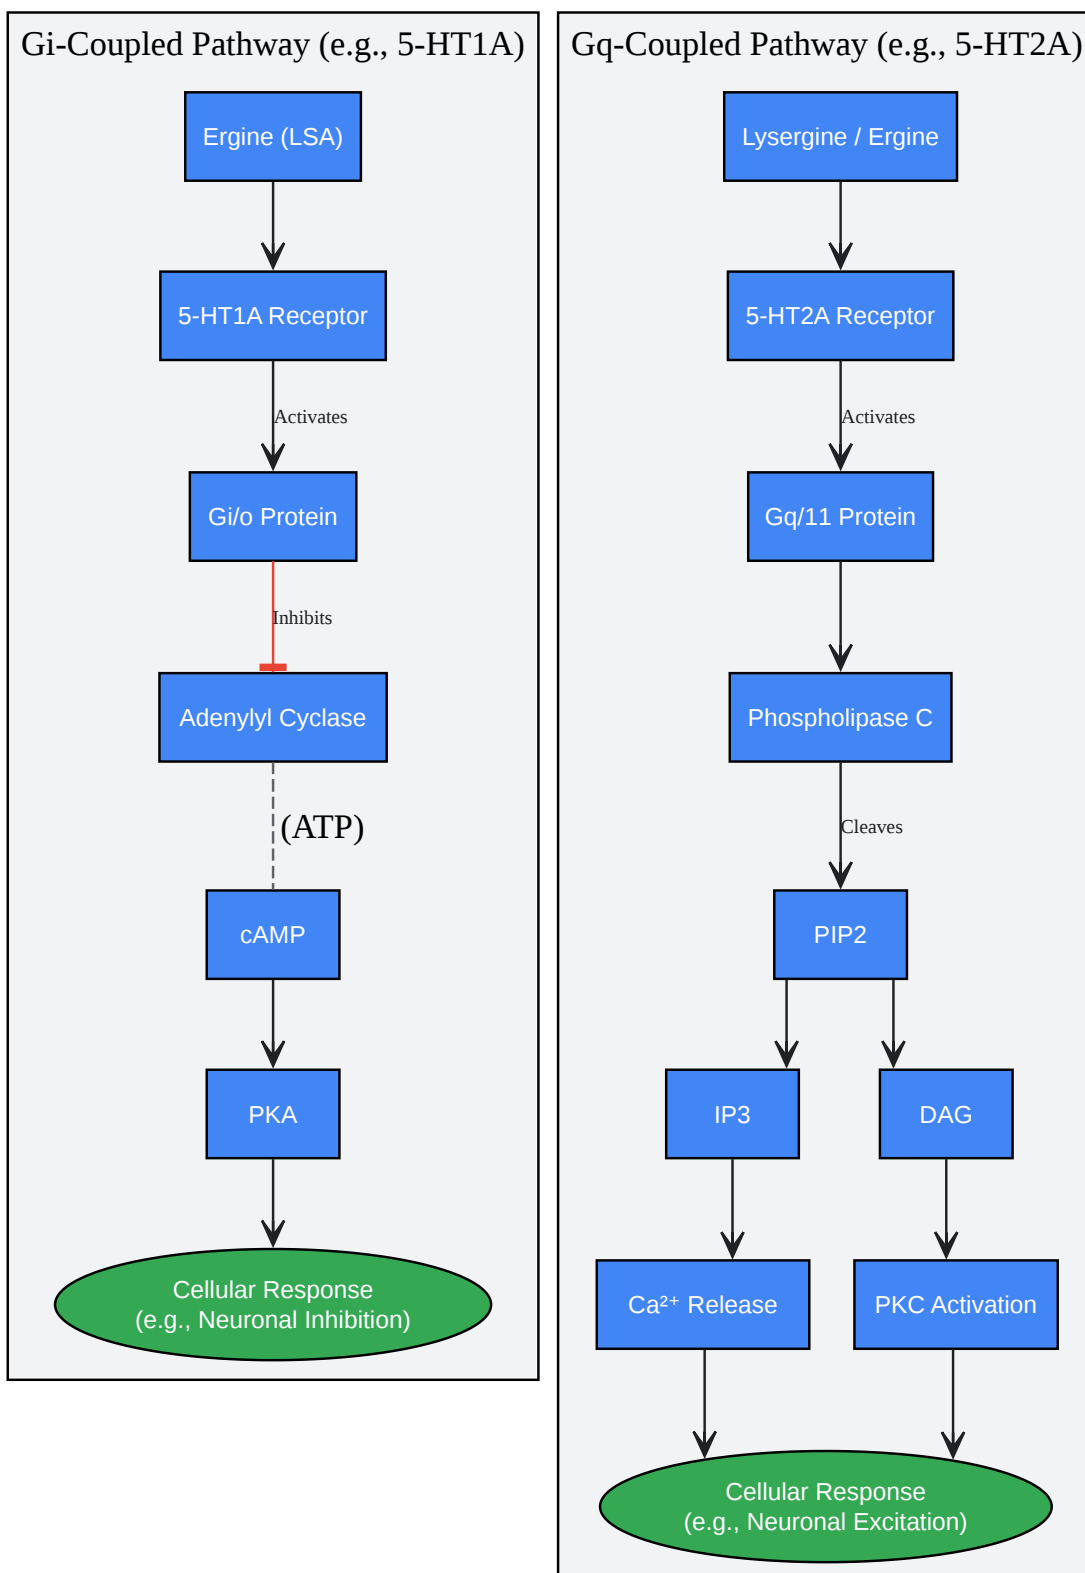 Gi-Coupled Pathway (e.g., 5-HT1A)
Ergine (LSA)
5-HT1A Receptor
Activates
Gi/o Protein
Inhibits
Adenylyl Cyclase
(ATP)
cAMP
PKA
Cellular Response
(e.g., Neuronal Inhibition)
Gq-Coupled Pathway (e.g., 5-HT2A)
Lysergine / Ergine
5-HT2A Receptor
Activates
Gq/11 Protein
Phospholipase C
Cleaves
PIP2
IP3
DAG
Ca²⁺ Release
PKC Activation
Cellular Response
(e.g., Neuronal Excitation)